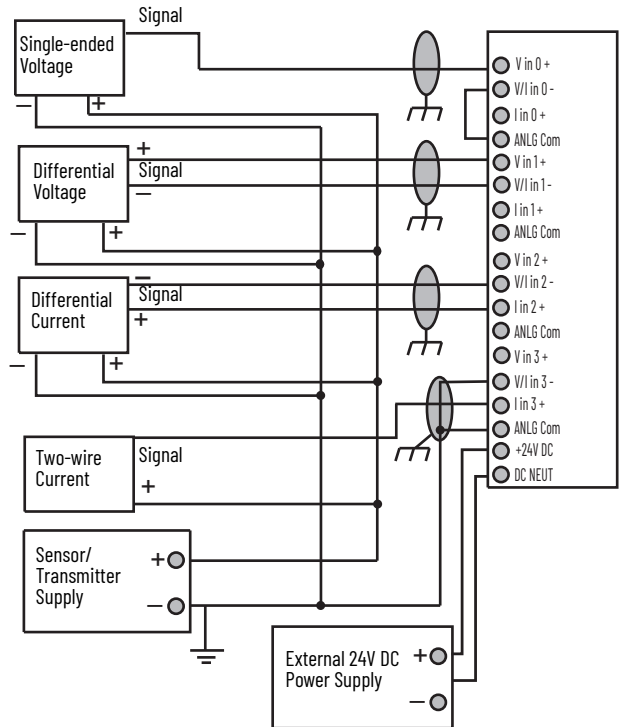 Signal
Single-ended
Voltage
— +
+
Differential
Voltage
Signal
—
— +
—
Differential
Current
Signal
+
— +
Two-wire
Current
Signal
+
Sensor/
Transmitter
Supply
+
—
External 24V DC
Power Supply
+
—
V in 0 +
V/I in 0 -
I in 0 +
ANLG Com
V in 1 +
V/I in 1 -
I in 1 +
ANLG Com
V in 2 +
V/I in 2 -
I in 2 +
ANLG Com
V in 3 +
V/I in 3 -
I in 3 +
ANLG Com
+24V DC
DC NEUT